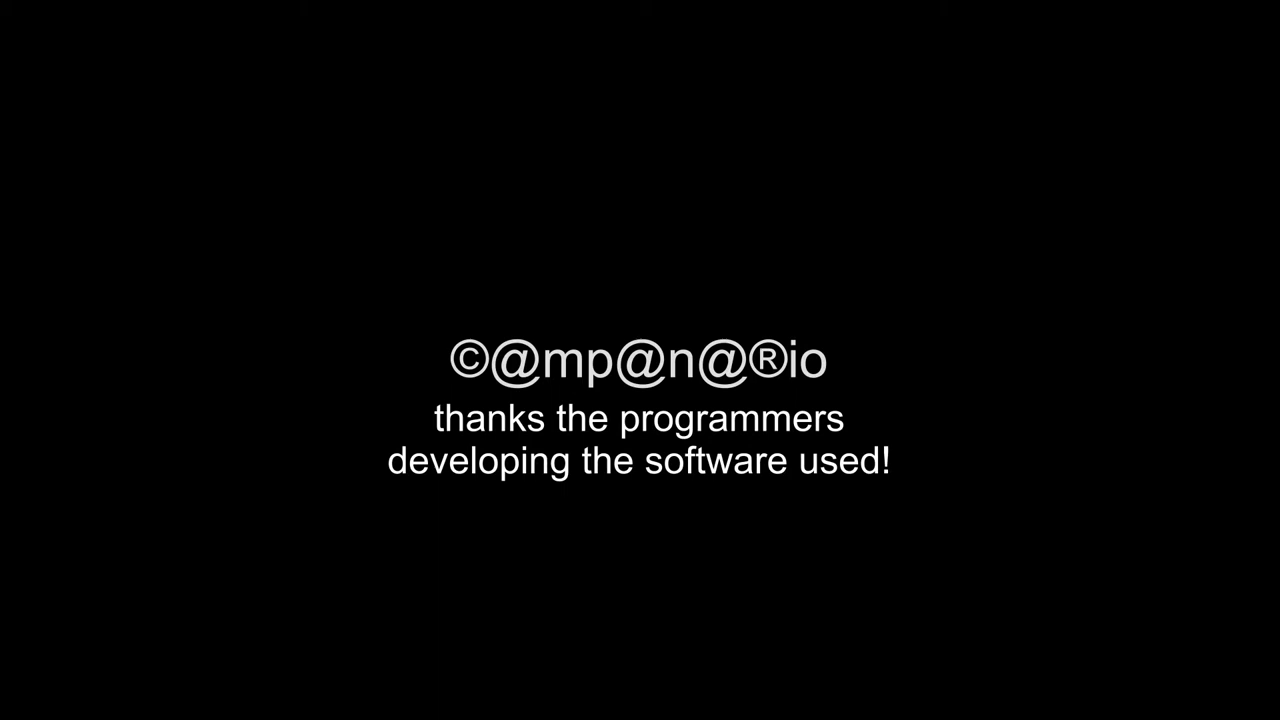 ©@mp@n@®io
thanks the programmers
developing the software used!